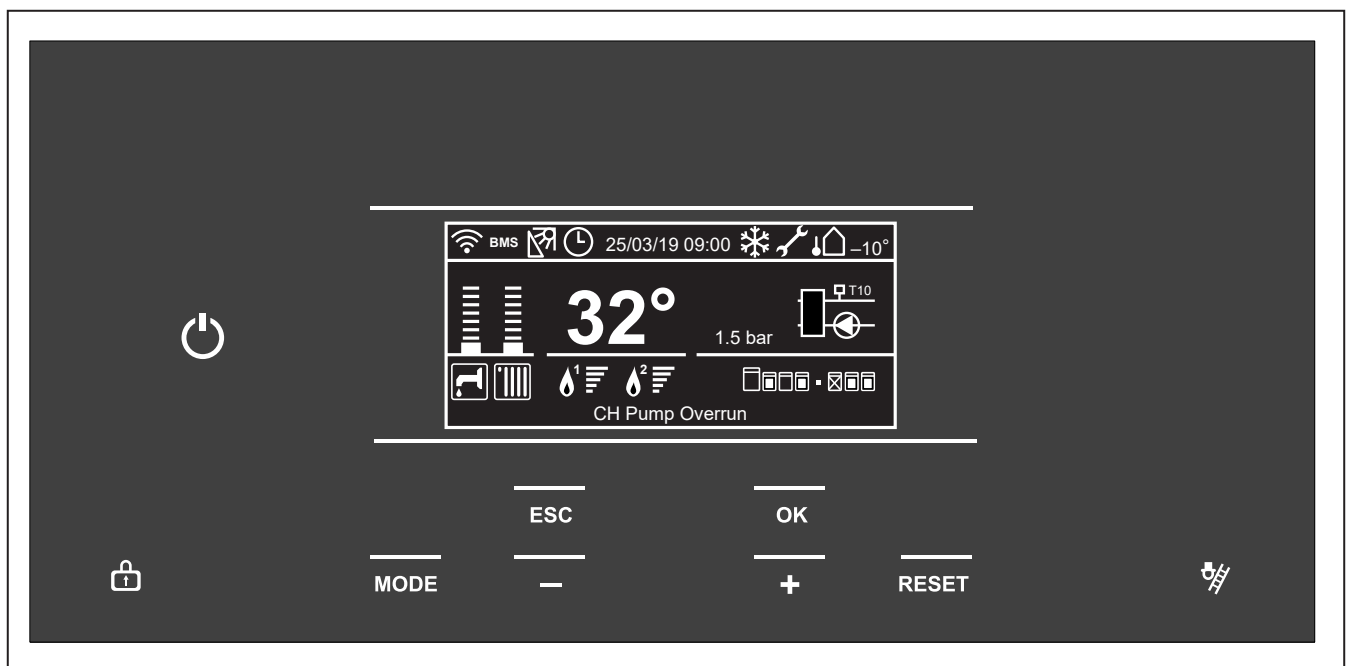 BMS 25/03/19 09:00 –10°
T10
32° 1.5 bar
1 2
CH Pump Overrun
ESC OK
MODE – + RESET